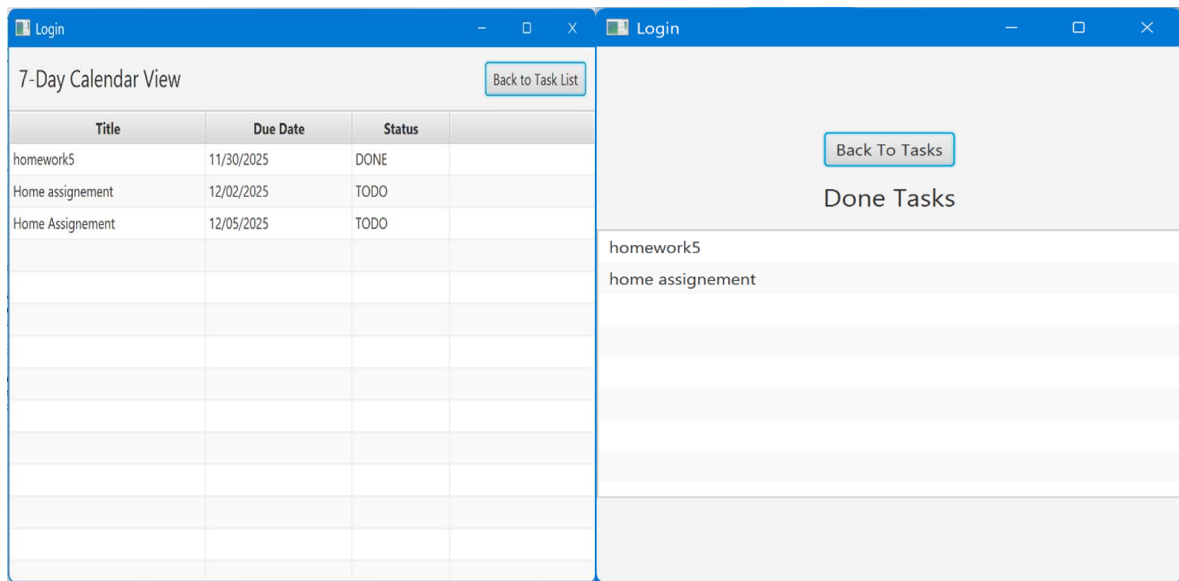 Login
7-Day Calendar View
Back to Task List
Title Due Date Status
homework5 11/30/2025 DONE
Home assignement 12/02/2025 TODO
Home Assignement 12/05/2025 TODO
Login
Back To Tasks
Done Tasks
homework5
home assignement